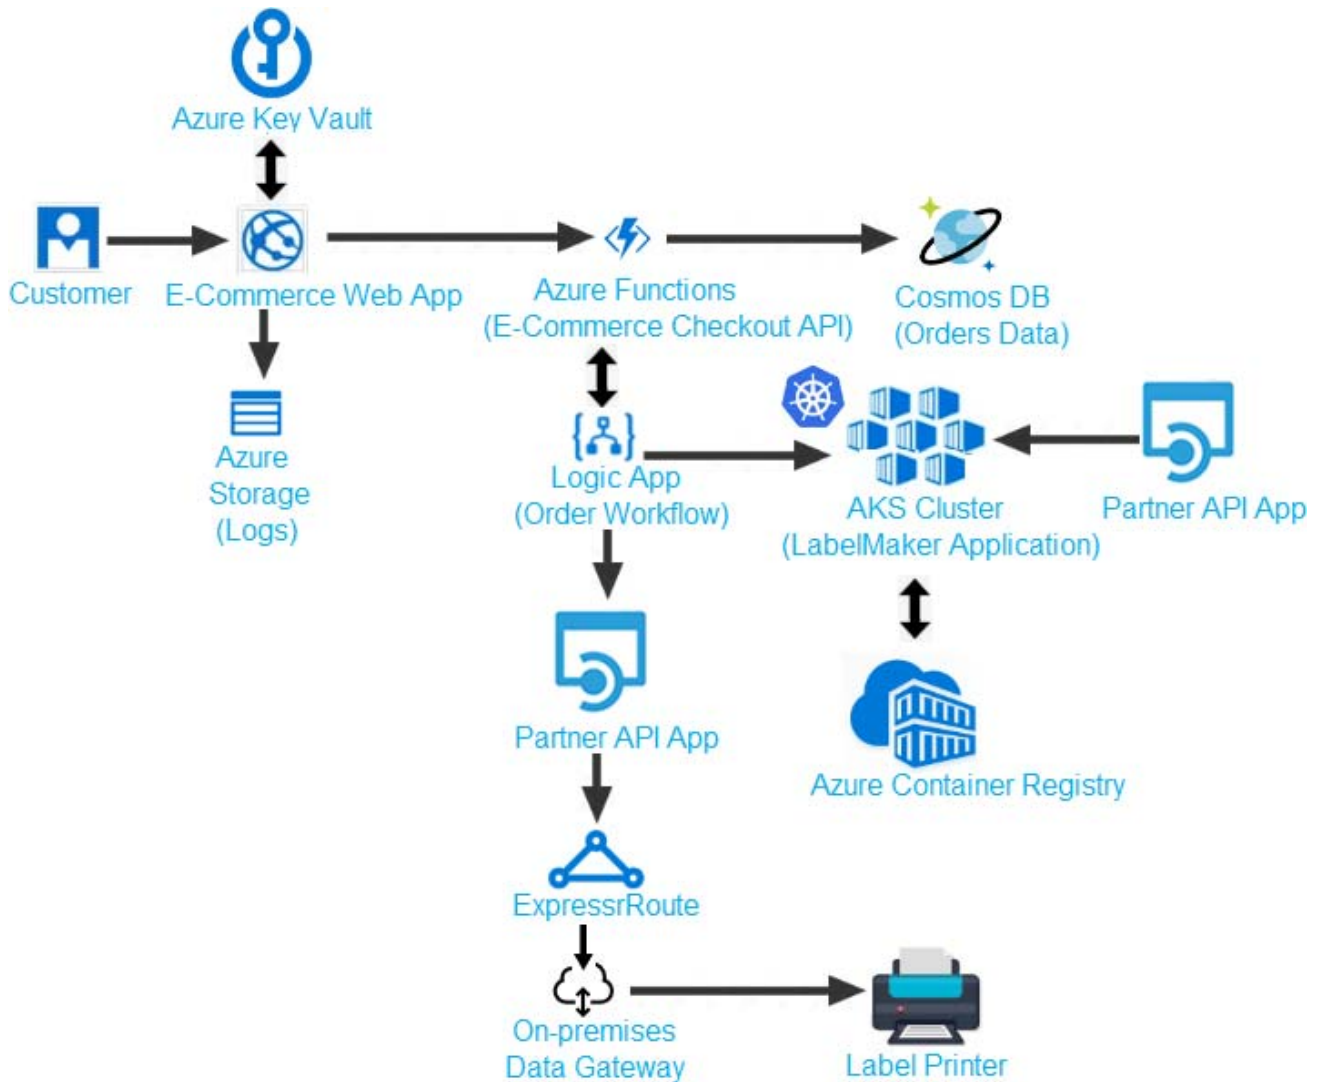 Azure Key Vault
Customer
E-Commerce Web App
Azure Functions
(E-Commerce Checkout API)
Cosmos DB
(Orders Data)
Azure
Storage
(Logs)
Logic App
(Order Workflow)
AKS Cluster
(LabelMaker Application)
Partner API App
Partner API App
Azure Container Registry
ExpressrRoute
On-premises
Data Gateway
Label Printer